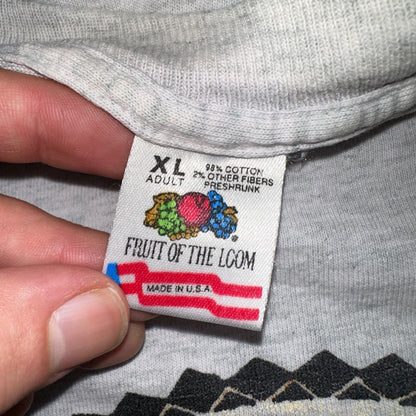 XL
ADULT
98% COTTON
2% OTHER FIBERS
PRESHRUNK
FRUIT OF THE LOOM
®
MADE IN U.S.A.